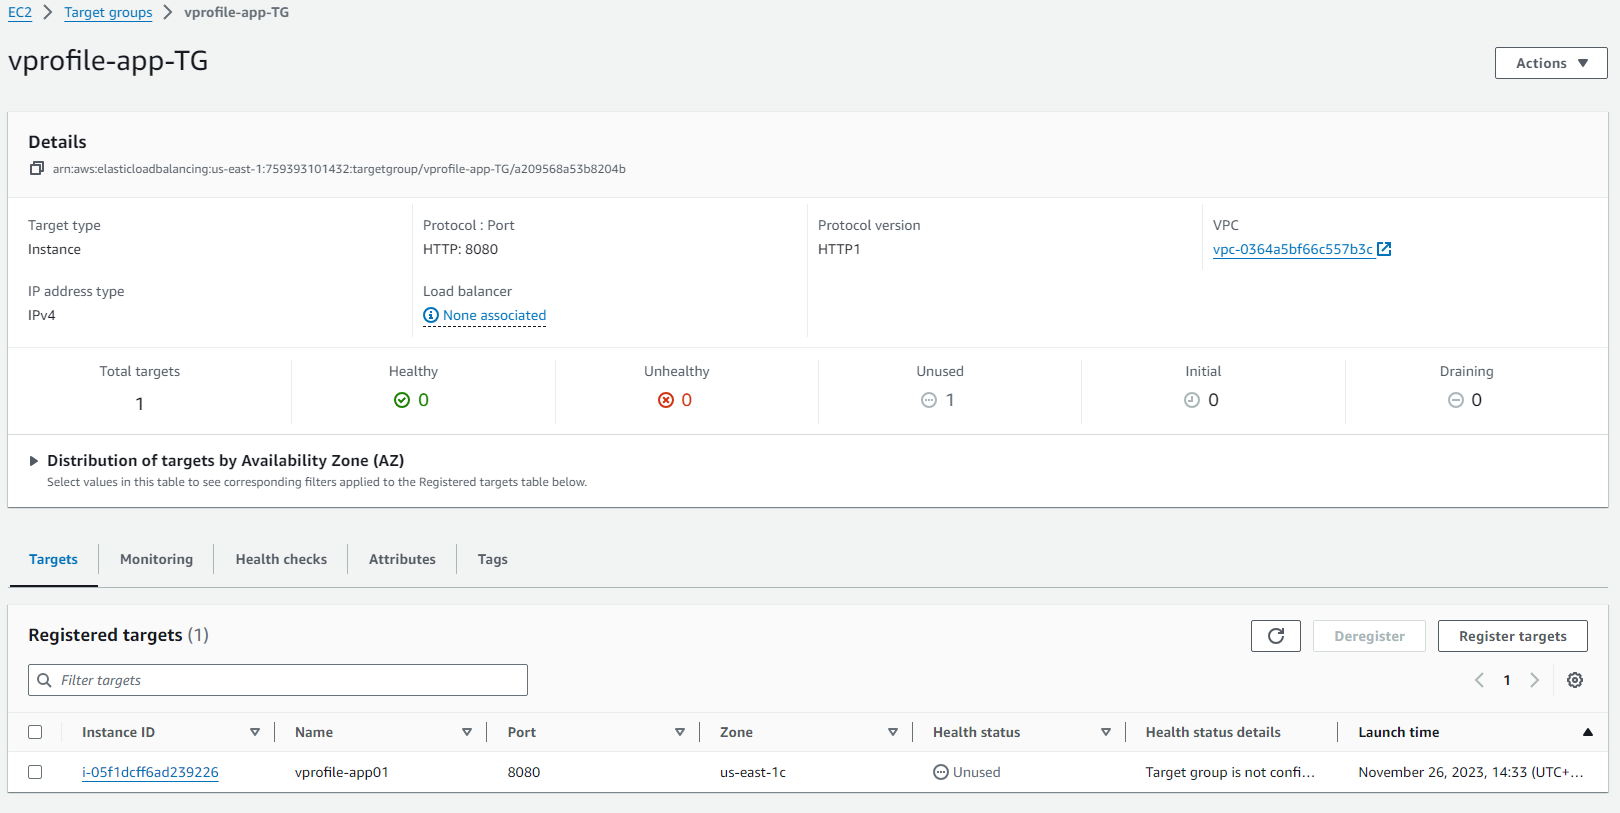 EC2 > Target groups > vprofile-app-TG
vprofile-app-TG
Actions
Details
arn:aws:elasticloadbalancing:us-east-1:759393101432:targetgroup/vprofile-app-TG/a209568a53b8204b
Target type
Instance
Protocol : Port
HTTP: 8080
Protocol version
HTTP1
VPC
vpc-0364a5bf66c557b3c
IP address type
IPv4
Load balancer
None associated
Total targets
1
Healthy
0
Unhealthy
0
Unused
1
Initial
0
Draining
0
Distribution of targets by Availability Zone (AZ)
Select values in this table to see corresponding filters applied to the Registered targets table below.
Targets Monitoring Health checks Attributes Tags
Registered targets (1)
Deregister
Register targets
Filter targets
1
Instance ID Name Port Zone Health status Health status details Launch time
i-05f1dcff6ad239226 vprofile-app01 8080 us-east-1c Unused Target group is not confi... November 26, 2023, 14:33 (UTC+...